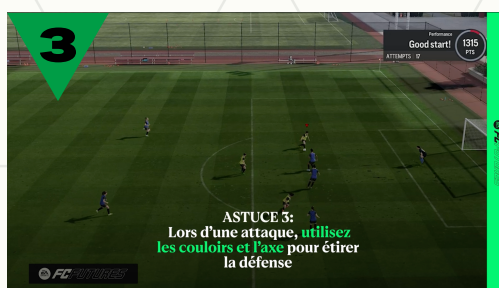 3
Performance
Good start!
1315
PTS
ATTEMPTS 17
ASTUCE 3:
Lors d'une attaque, utilisez
les couloirs et l'axe pour étirer
la défense
EA FC FUTURES